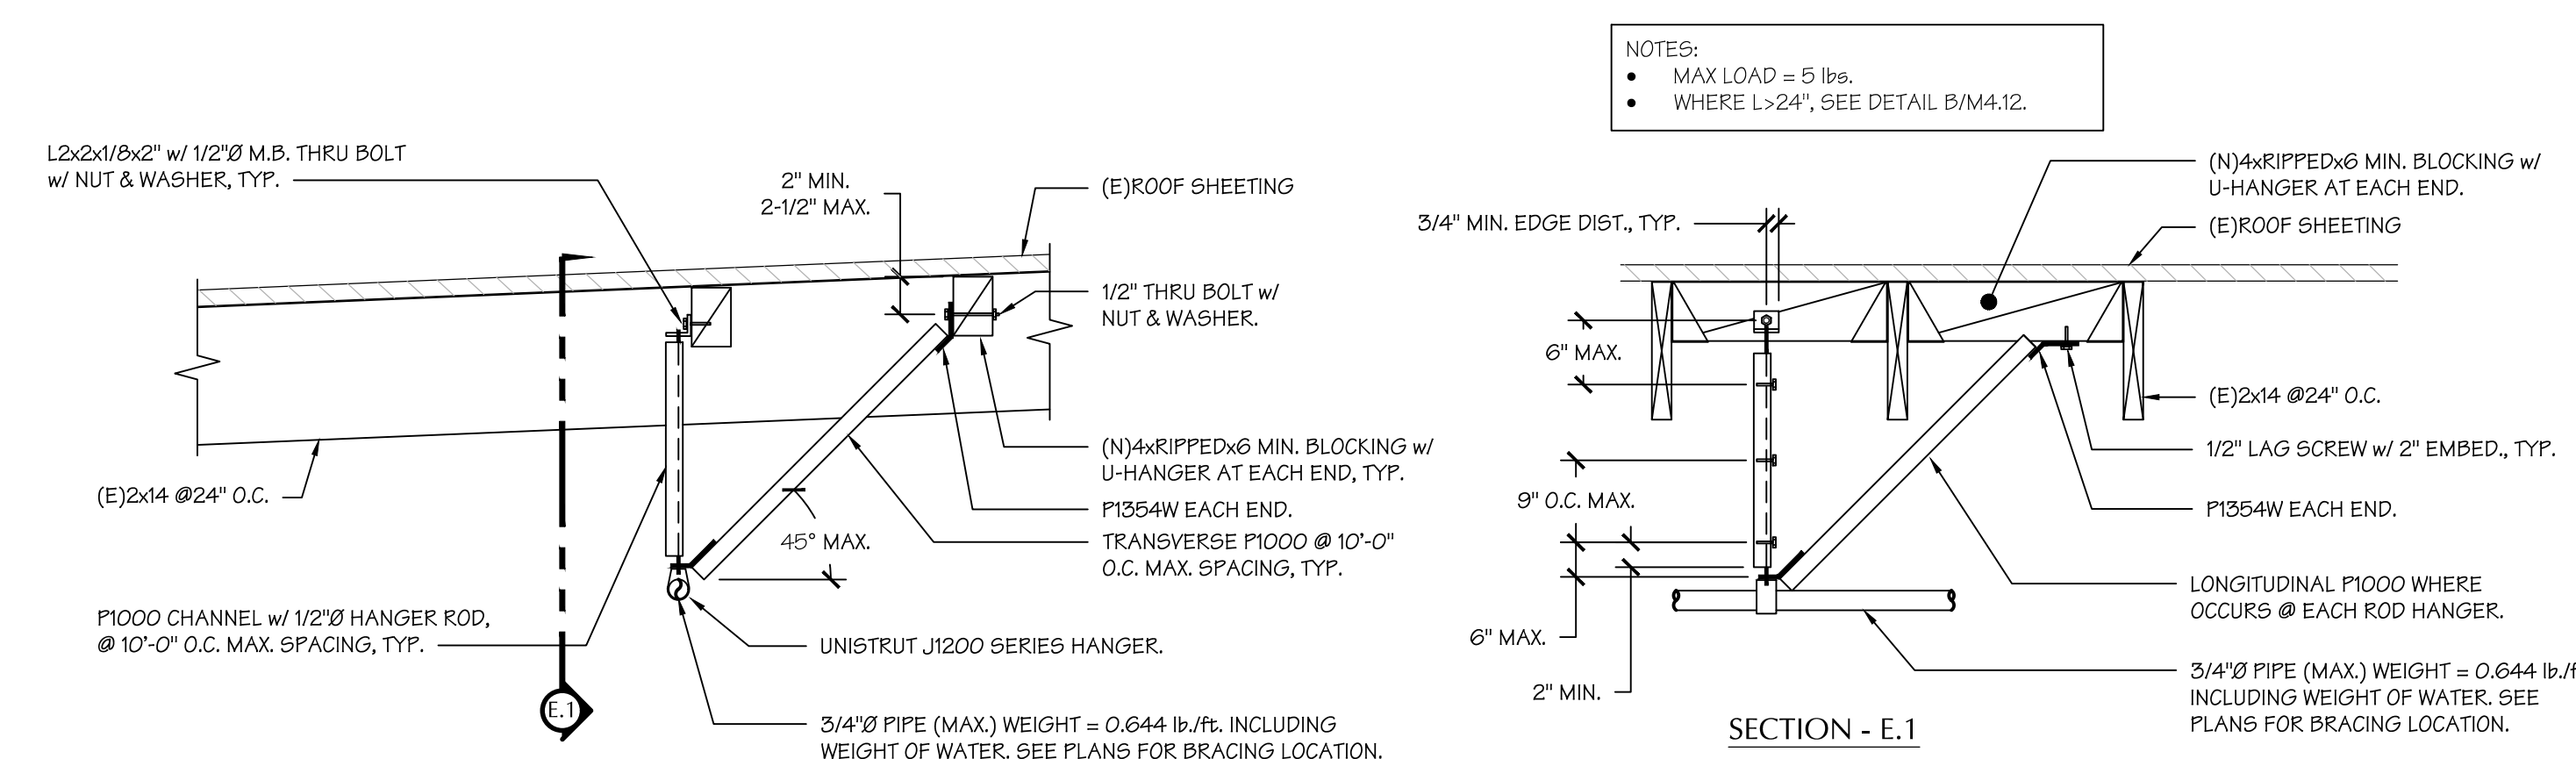 L2x2x1/8x2" w/ 1/2"Ø M.B. THRU BOLT
w/ NUT & WASHER, TYP.
2" MIN.
2-1/2" MAX.
(E)ROOF SHEETING
1/2" THRU BOLT w/
NUT & WASHER.
(N)4xRIPPEDx6 MIN. BLOCKING w/
U-HANGER AT EACH END, TYP.
P1354W EACH END.
TRANSVERSE P1000 @ 10'-0"
O.C. MAX. SPACING, TYP.
45° MAX.
(E)2x14 @24" O.C.
P1000 CHANNEL w/ 1/2"Ø HANGER ROD,
@ 10'-0" O.C. MAX. SPACING, TYP.
E.1
UNISTRUT J1200 SERIES HANGER.
3/4"Ø PIPE (MAX.) WEIGHT = 0.644 lb./ft. INCLUDING
WEIGHT OF WATER. SEE PLANS FOR BRACING LOCATION.
NOTES:
• MAX LOAD = 5 lbs.
• WHERE L>24", SEE DETAIL B/M4.12.
3/4" MIN. EDGE DIST., TYP.
(N)4xRIPPEDx6 MIN. BLOCKING w/
U-HANGER AT EACH END.
(E)ROOF SHEETING
6" MAX.
9" O.C. MAX.
6" MAX.
2" MIN.
(E)2x14 @24" O.C.
1/2" LAG SCREW w/ 2" EMBED., TYP.
P1354W EACH END.
LONGITUDINAL P1000 WHERE
OCCURS @ EACH ROD HANGER.
3/4"Ø PIPE (MAX.) WEIGHT = 0.644
INCLUDING WEIGHT OF WATER. SEE
PLANS FOR BRACING LOCATION.
SECTION - E.1